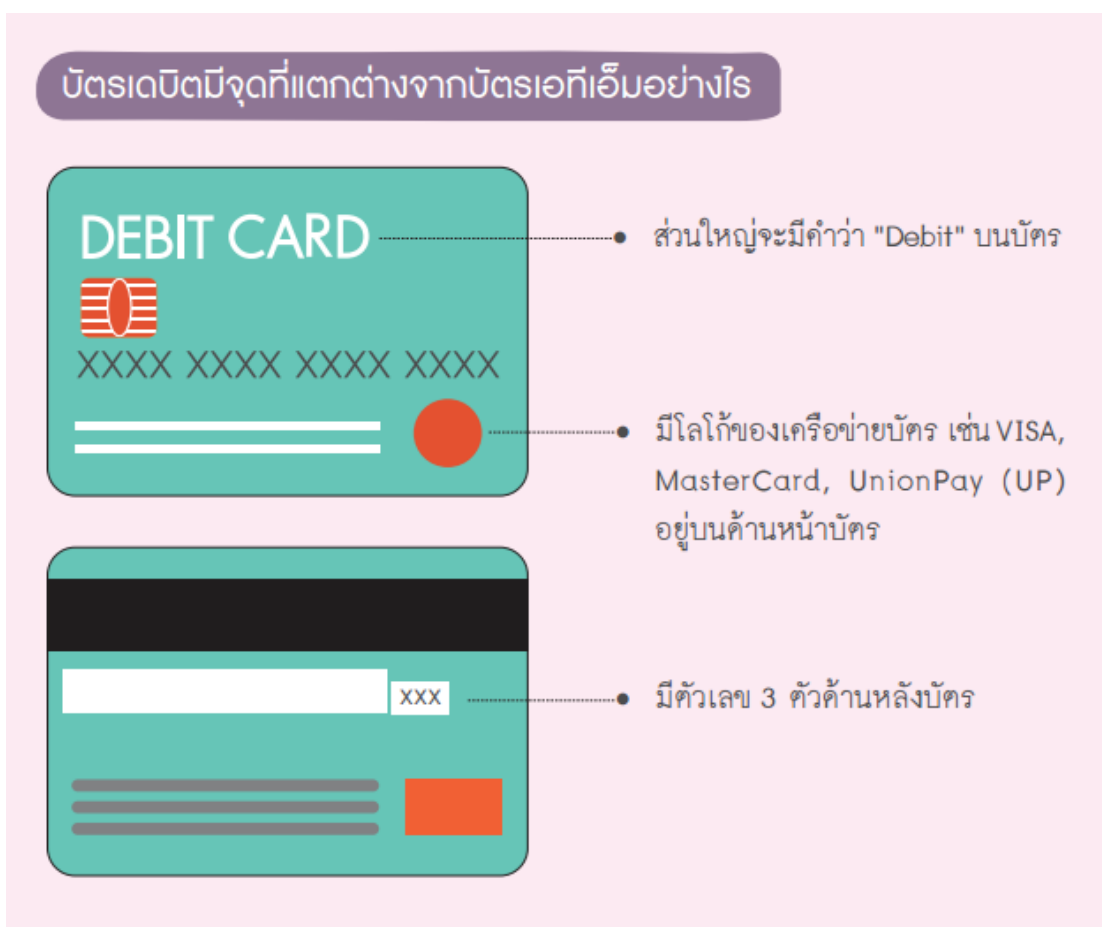 บัตรเดบิตมีจุดที่แตกต่างจากบัตรเอทีเอ็มอย่างไร
DEBIT CARD
ส่วนใหญ่จะมีคำว่า "Debit" บนบัตร
XXXX XXXX XXXX XXXX
มีโลโก้ของเครือข่ายบัตร เช่น VISA,
MasterCard, UnionPay (UP)
อยู่บนด้านหน้าบัตร
XXX
มีตัวเลข 3 ตัวด้านหลังบัตร